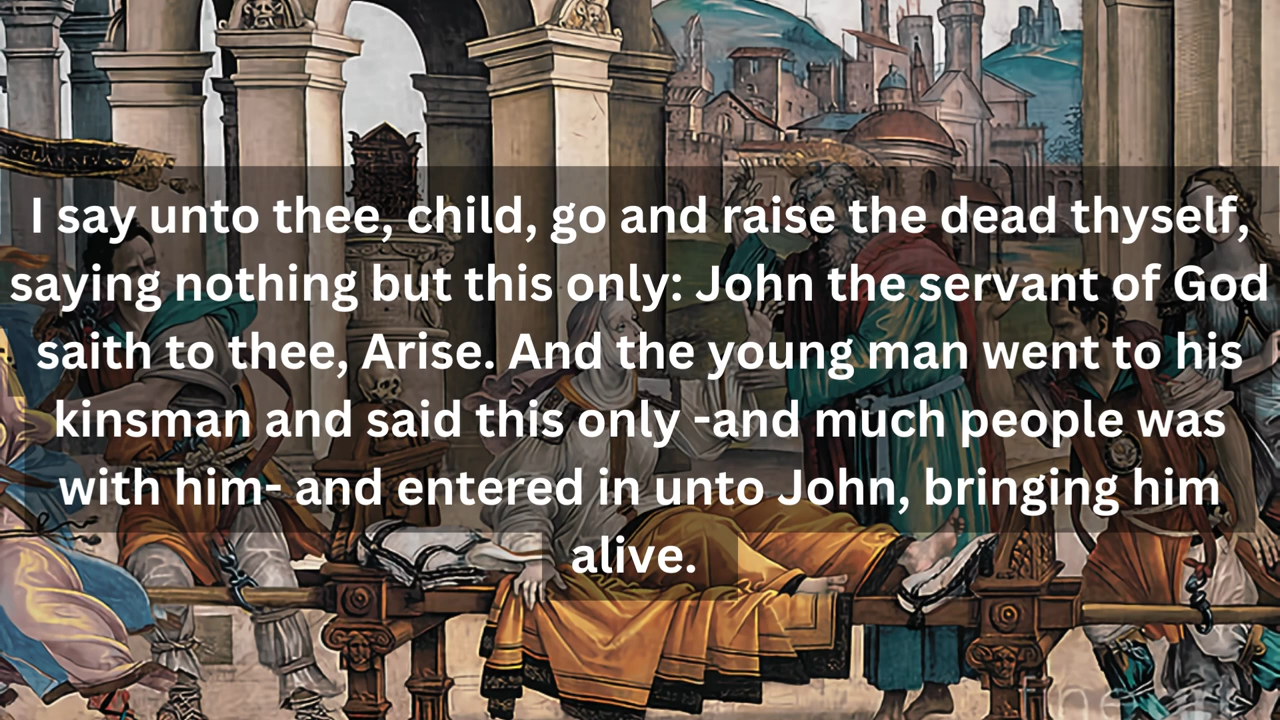 I say unto thee, child, go and raise the dead thyself,
saying nothing but this only: John the servant of God
saith to thee, Arise. And the young man went to his
kinsman and said this only -and much people was
with him- and entered in unto John, bringing him
alive.